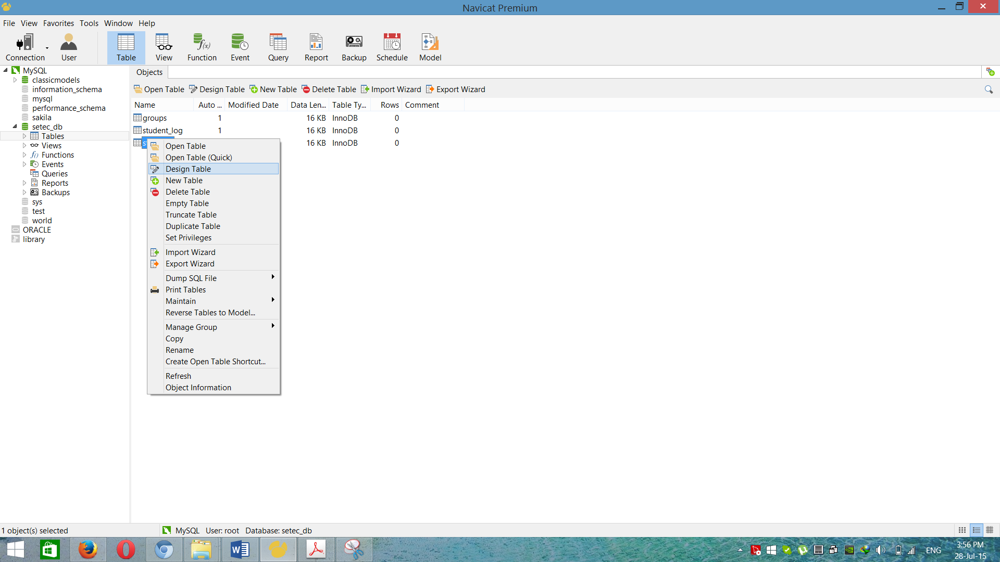 Navicat Premium
File View Favorites Tools Window Help
Connection User Table View Function Event Query Report Backup Schedule Model
MySQL
classicmodels
information_schema
mysql
performance_schema
sakila
setec_db
Tables
Views
Functions
Events
Queries
Reports
Backups
sys
test
world
ORACLE
library
Objects
Open Table Design Table New Table Delete Table Import Wizard Export Wizard
Name Auto ... Modified Date Data Len... Table Ty... Rows Comment
groups 1 16 KB InnoDB 0
student_log 1 16 KB InnoDB 0
16 KB InnoDB 0
Open Table
Open Table (Quick)
Design Table
New Table
Delete Table
Empty Table
Truncate Table
Duplicate Table
Set Privileges
Import Wizard
Export Wizard
Dump SQL File
Print Tables
Maintain
Reverse Tables to Model...
Manage Group
Copy
Rename
Create Open Table Shortcut...
Refresh
Object Information
1 object(s) selected MySQL User: root Database: setec_db
ENG
3:56 PM
28-Jul-15